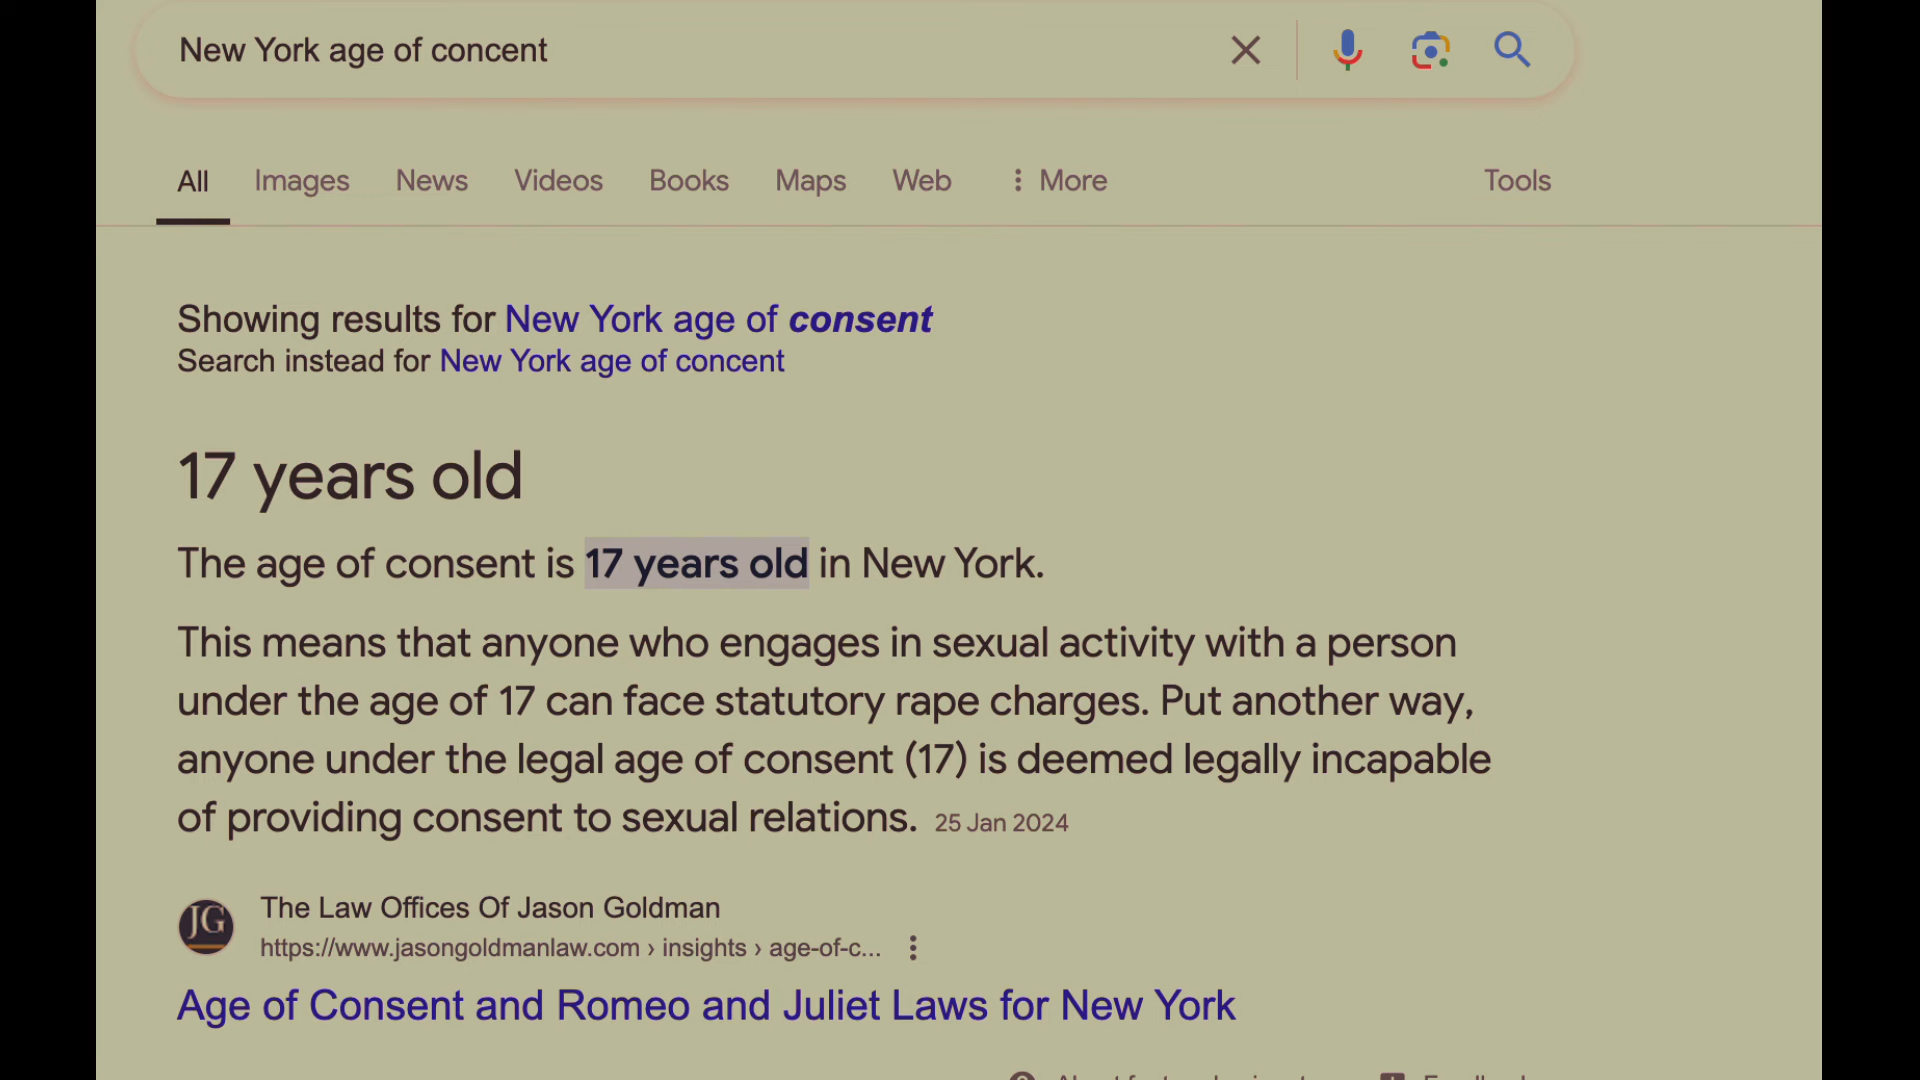 New York age of concent
All Images News Videos Books Maps Web More Tools
Showing results for New York age of consent
Search instead for New York age of concent
17 years old
The age of consent is 17 years old in New York.
This means that anyone who engages in sexual activity with a person
under the age of 17 can face statutory rape charges. Put another way,
anyone under the legal age of consent (17) is deemed legally incapable
of providing consent to sexual relations. 25 Jan 2024
JG
The Law Offices Of Jason Goldman
https://www.jasongoldmanlaw.com › insights › age-of-c...
Age of Consent and Romeo and Juliet Laws for New York